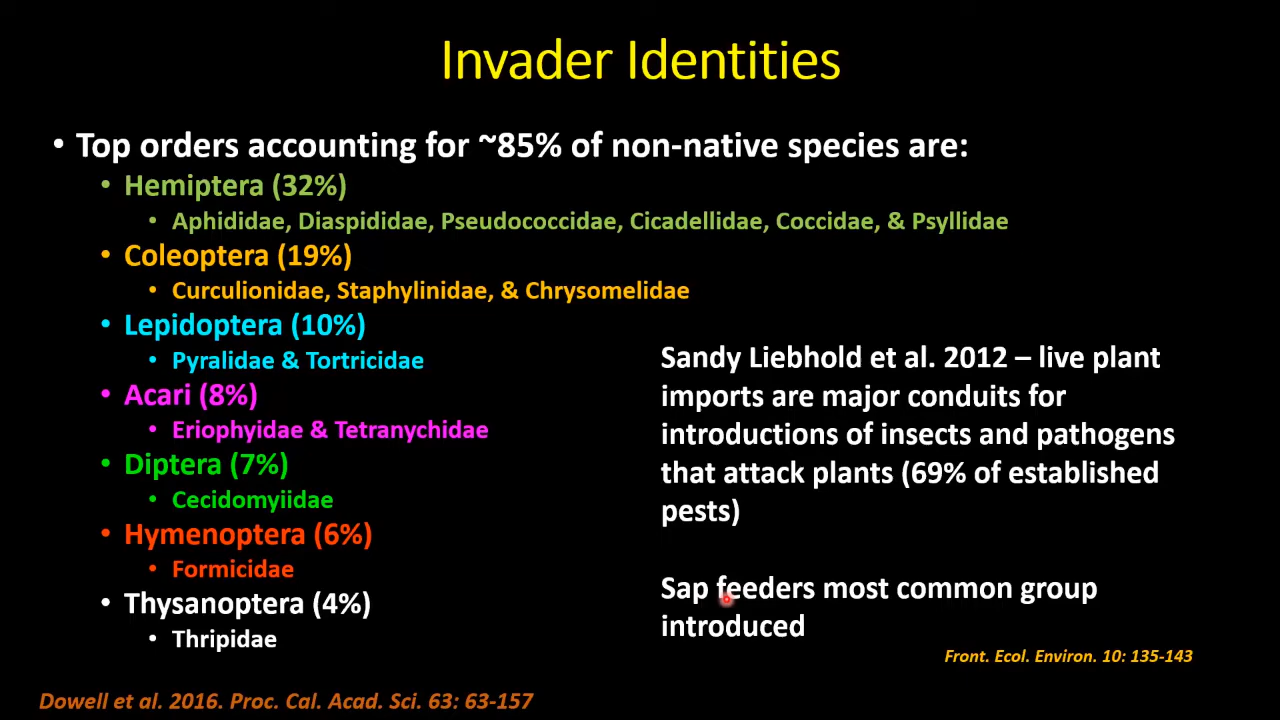 Invader Identities
• Top orders accounting for ~85% of non-native species are:
• Hemiptera (32%)
• Aphididae, Diaspididae, Pseudococcidae, Cicadellidae, Coccidae, & Psyllidae
• Coleoptera (19%)
• Curculionidae, Staphylinidae, & Chrysomelidae
• Lepidoptera (10%)
• Pyralidae & Tortricidae
• Acari (8%)
• Eriophyidae & Tetranychidae
• Diptera (7%)
• Cecidomyiidae
• Hymenoptera (6%)
• Formicidae
• Thysanoptera (4%)
• Thripidae
Sandy Liebhold et al. 2012 – live plant
imports are major conduits for
introductions of insects and pathogens
that attack plants (69% of established
pests)
Sap feeders most common group
introduced
Front. Ecol. Environ. 10: 135-143
Dowell et al. 2016. Proc. Cal. Acad. Sci. 63: 63-157